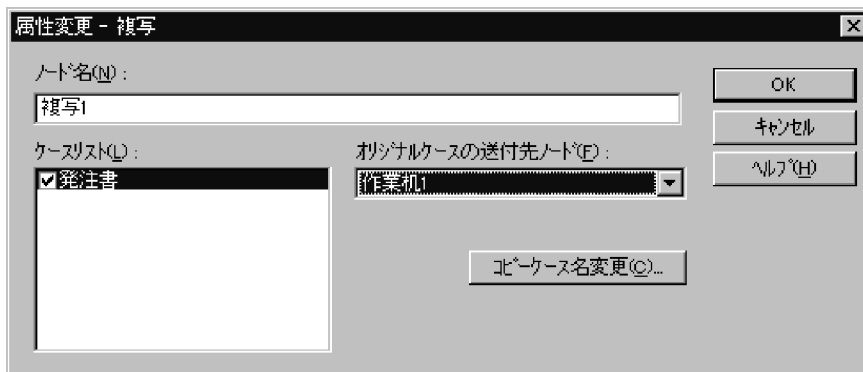 属性変更 - 複写
ﾉｰﾄﾞ名(N) :
複写1
OK
ｷｬﾝｾﾙ
ﾍﾙﾌﾟ(H)
ｹｰｽﾘｽﾄ(L) :
発注書
ｵﾘｼﾞﾅﾙｹｰｽの送付先ﾉｰﾄﾞ(F) :
作業机1
ｺﾋﾟｰｹｰｽ名変更(C)...